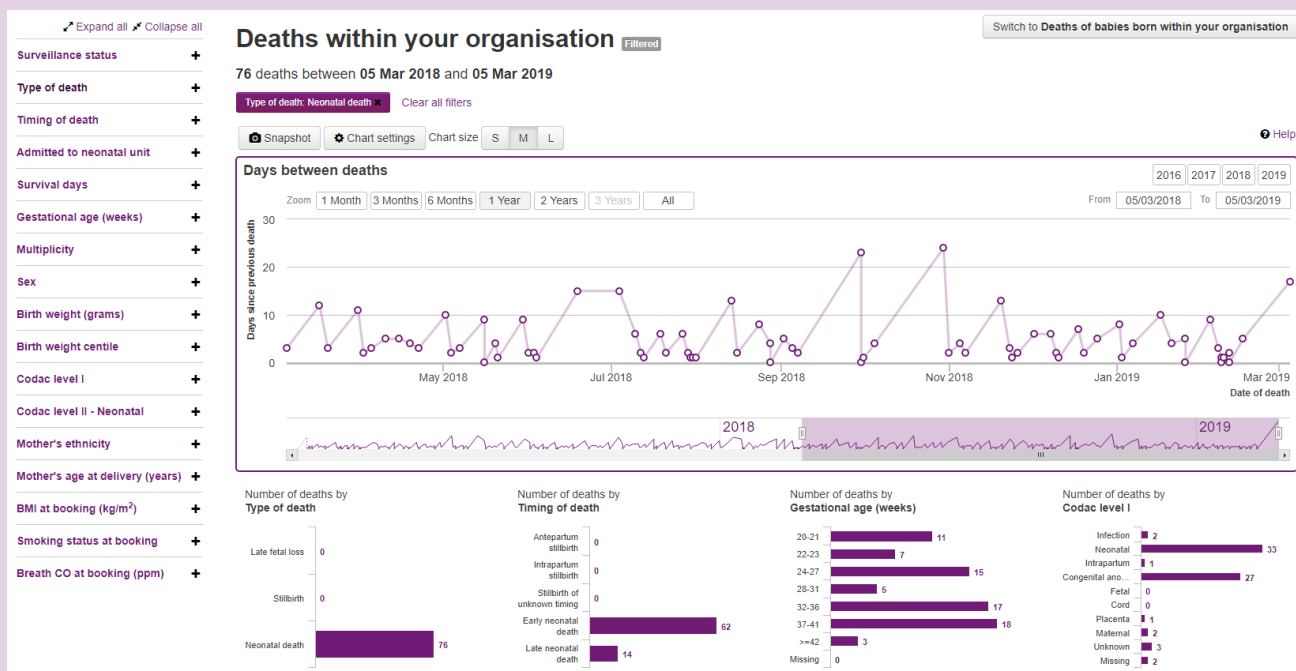 Expand all Collapse all
Surveillance status +
Type of death +
Timing of death +
Admitted to neonatal unit +
Survival days +
Gestational age (weeks) +
Multiplicity +
Sex +
Birth weight (grams) +
Birth weight centile +
Codac level I +
Codac level II - Neonatal +
Mother's ethnicity +
Mother's age at delivery (years) +
BMI at booking (kg/m²) +
Smoking status at booking +
Breath CO at booking (ppm) +
Deaths within your organisation Filtered
Switch to Deaths of babies born within your organisation
76 deaths between 05 Mar 2018 and 05 Mar 2019
Type of death: Neonatal death × Clear all filters
Snapshot Chart settings Chart size S M L
? Help
Days between deaths
2016 2017 2018 2019
Zoom 1 Month 3 Months 6 Months 1 Year 2 Years 3 Years All
From 05/03/2018 To 05/03/2019
Days since previous death
30
20
10
0
May 2018 Jul 2018 Sep 2018 Nov 2018 Jan 2019 Mar 2019
Date of death
2018 2019
Number of deaths by
Type of death
Late fetal loss 0
Stillbirth 0
Neonatal death 76
Number of deaths by
Timing of death
Antepartum
stillbirth 0
Intrapartum
stillbirth 0
Stillbirth of
unknown timing 0
Early neonatal
death 62
Late neonatal
death 14
Number of deaths by
Gestational age (weeks)
20-21 11
22-23 7
24-27 15
28-31 5
32-36 17
37-41 18
>=42 3
Missing 0
Number of deaths by
Codac level I
Infection 2
Neonatal 33
Intrapartum 1
Congenital ano... 27
Fetal 0
Cord 0
Placenta 1
Maternal 2
Unknown 3
Missing 2